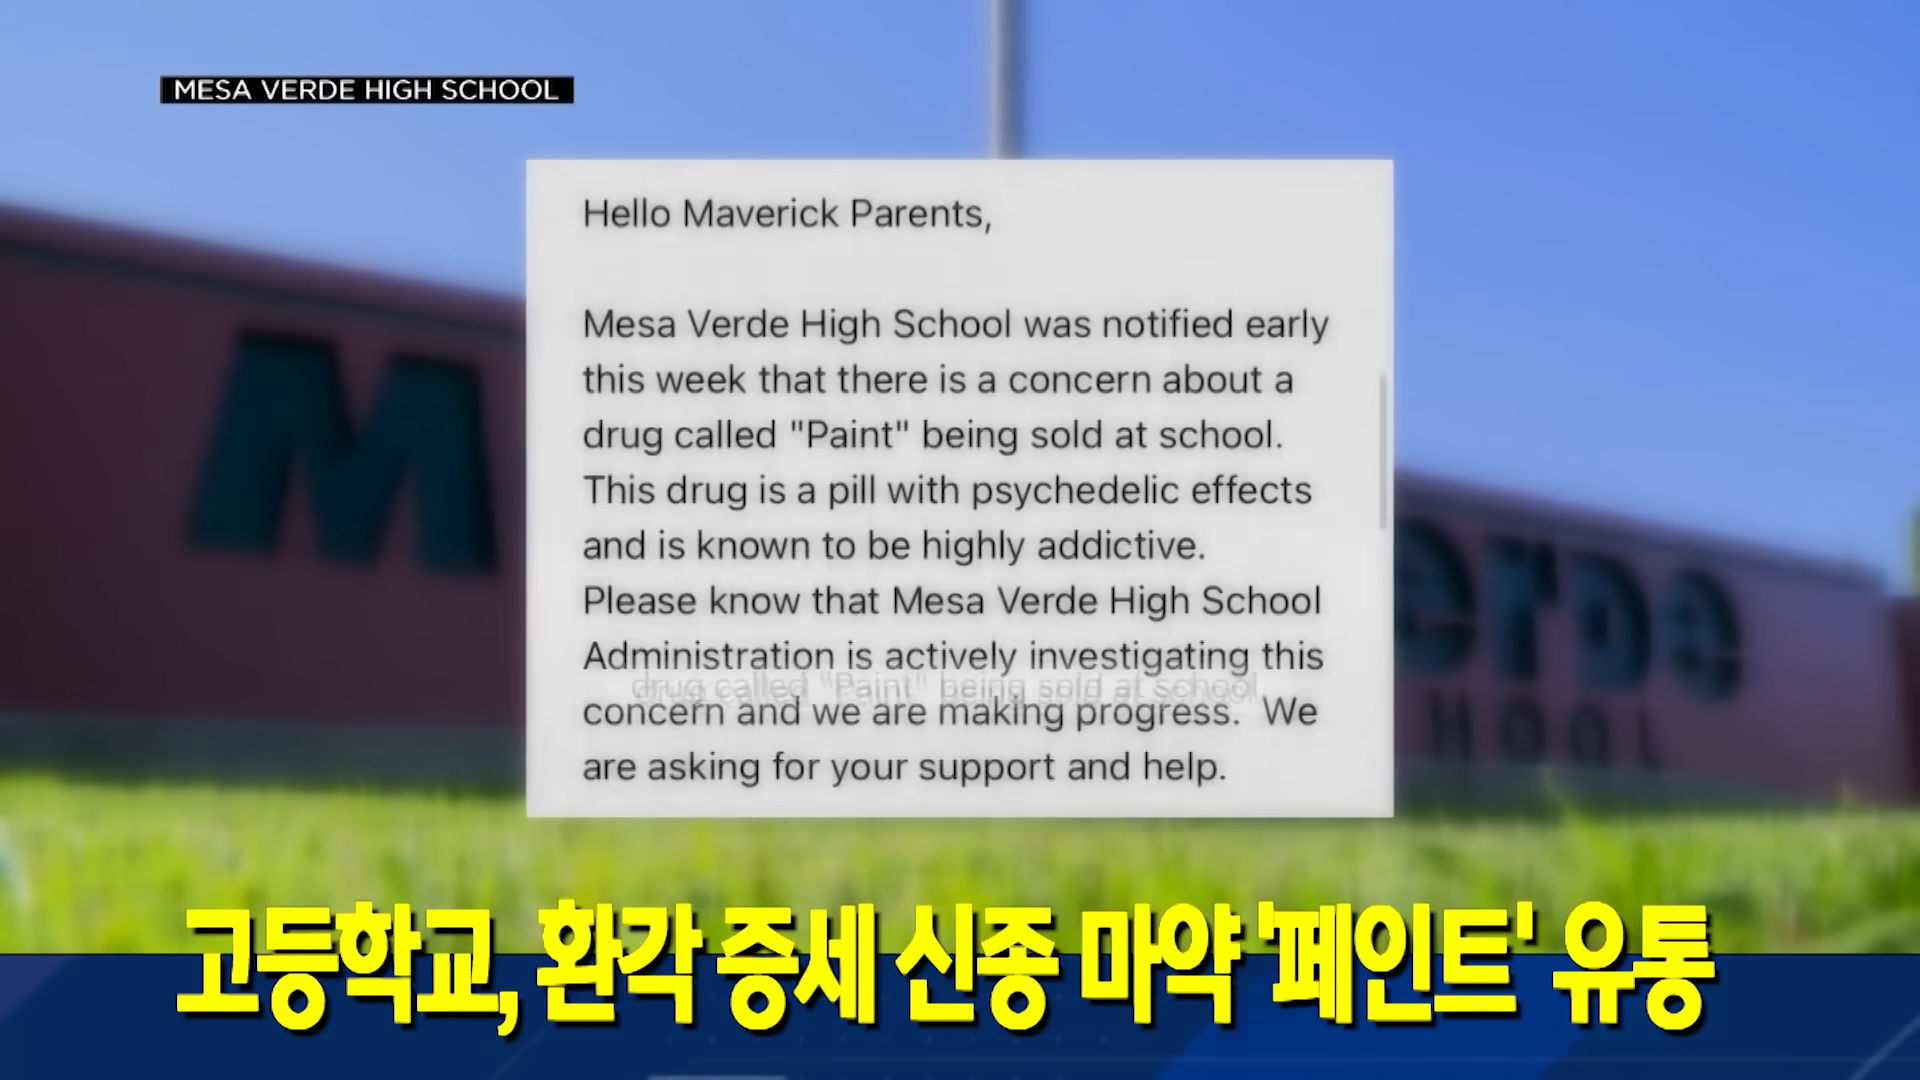 MESA VERDE HIGH SCHOOL
Hello Maverick Parents,
Mesa Verde High School was notified early
this week that there is a concern about a
drug called "Paint" being sold at school.
This drug is a pill with psychedelic effects
and is known to be highly addictive.
Please know that Mesa Verde High School
Administration is actively investigating this
drug called "Paint" being sold at school.
concern and we are making progress.  We
are asking for your support and help.
M
erde
HOOL
고등학교, 환각 증세 신종 마약 '페인트' 유통